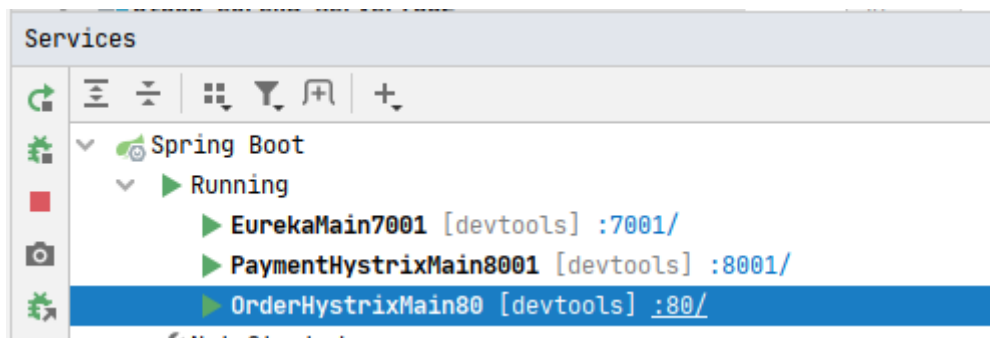 Services
Spring Boot
Running
EurekaMain7001 [devtools] :7001/
PaymentHystrixMain8001 [devtools] :8001/
OrderHystrixMain80 [devtools] :80/